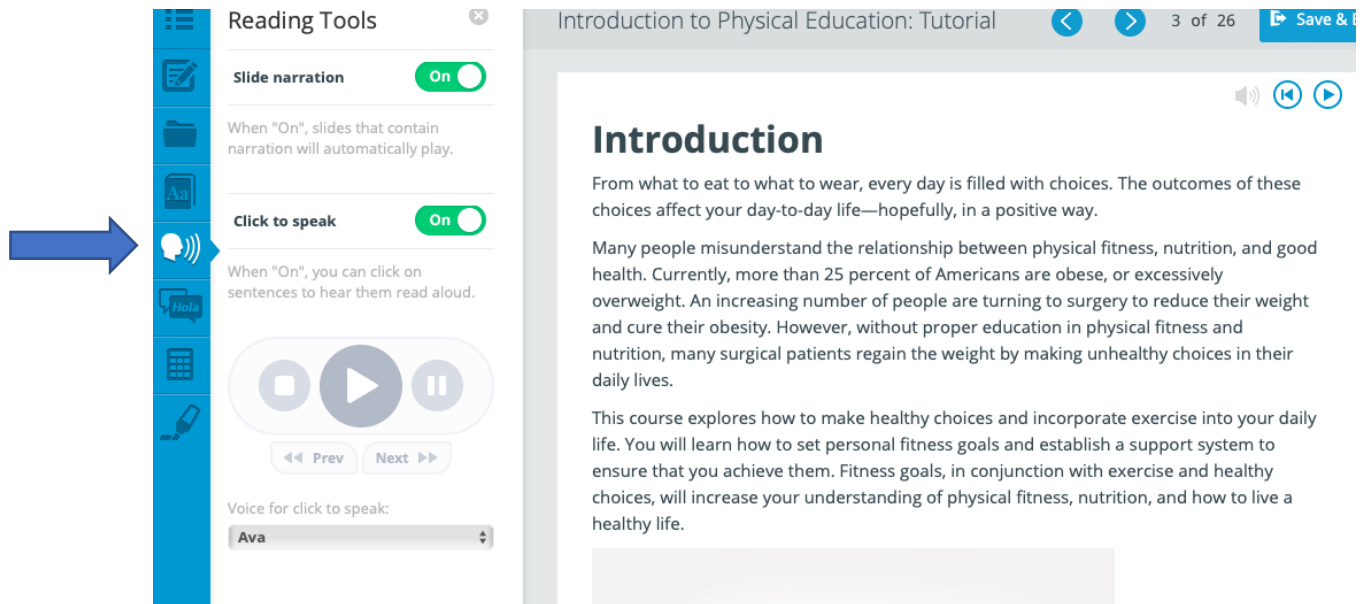 Reading Tools
Slide narration
On
When "On", slides that contain
narration will automatically play.
Click to speak
On
When "On", you can click on
sentences to hear them read aloud.
Prev
Next
Voice for click to speak:
Ava
Aa
Hola
Introduction to Physical Education: Tutorial
3 of 26
Save &
Introduction
From what to eat to what to wear, every day is filled with choices. The outcomes of these
choices affect your day-to-day life—hopefully, in a positive way.
Many people misunderstand the relationship between physical fitness, nutrition, and good
health. Currently, more than 25 percent of Americans are obese, or excessively
overweight. An increasing number of people are turning to surgery to reduce their weight
and cure their obesity. However, without proper education in physical fitness and
nutrition, many surgical patients regain the weight by making unhealthy choices in their
daily lives.
This course explores how to make healthy choices and incorporate exercise into your daily
life. You will learn how to set personal fitness goals and establish a support system to
ensure that you achieve them. Fitness goals, in conjunction with exercise and healthy
choices, will increase your understanding of physical fitness, nutrition, and how to live a
healthy life.